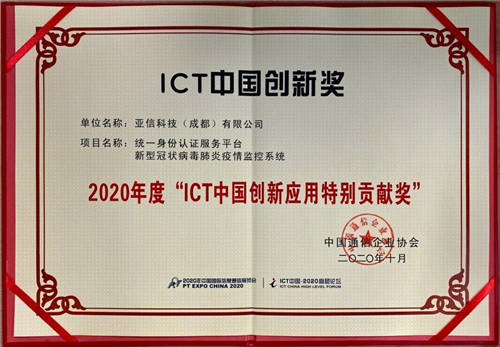 ICT中国创新奖
单位名称：亚信科技（成都）有限公司
项目名称：统一身份认证服务平台
新型冠状病毒肺炎疫情监控系统
2020年度“ICT中国创新应用特别贡献奖”
中国通信企业协会
二〇二〇年十月
2020年中国国际信息通信展览会
PT EXPO CHINA 2020
ICT中国·2020高层论坛
ICT CHINA HIGH LEVEL FORUM